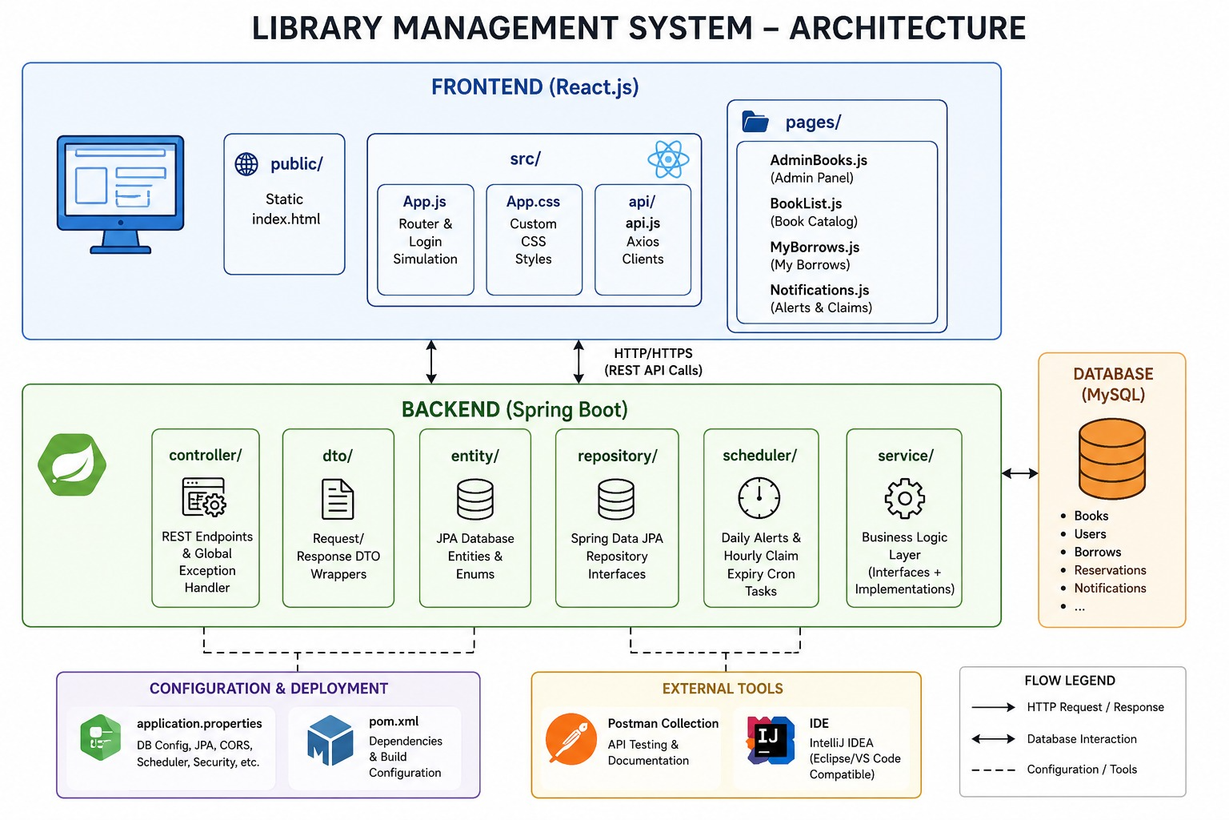 LIBRARY MANAGEMENT SYSTEM – ARCHITECTURE
FRONTEND (React.js)
public/
Static
index.html
src/
App.js
Router &
Login
Simulation
App.css
Custom
CSS
Styles
api/
api.js
Axios
Clients
pages/
AdminBooks.js
(Admin Panel)
BookList.js
(Book Catalog)
MyBorrows.js
(My Borrows)
Notifications.js
(Alerts & Claims)
HTTP/HTTPS
(REST API Calls)
BACKEND (Spring Boot)
controller/
REST Endpoints
& Global
Exception
Handler
dto/
Request/
Response DTO
Wrappers
entity/
JPA Database
Entities &
Enums
repository/
Spring Data JPA
Repository
Interfaces
scheduler/
Daily Alerts &
Hourly Claim
Expiry Cron
Tasks
service/
Business Logic
Layer
(Interfaces +
Implementations)
DATABASE
(MySQL)
• Books
• Users
• Borrows
• Reservations
• Notifications
• ...
CONFIGURATION & DEPLOYMENT
application.properties
DB Config, JPA, CORS,
Scheduler, Security, etc.
M
pom.xml
Dependencies
& Build
Configuration
EXTERNAL TOOLS
Postman Collection
API Testing &
Documentation
IJ
IDE
IntelliJ IDEA
(Eclipse/VS Code
Compatible)
FLOW LEGEND
HTTP Request / Response
Database Interaction
Configuration / Tools